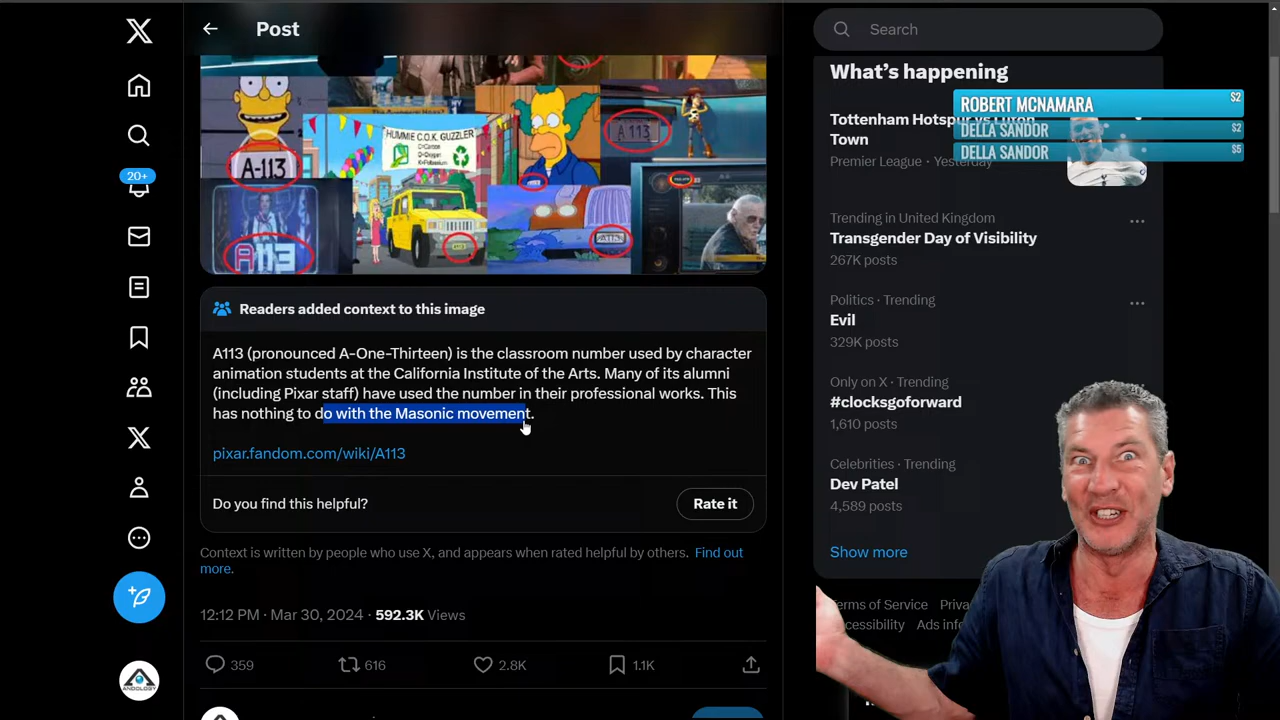 Post
Search
What's happening
Tottenham Hotspur vs Luton
Town
Premier League · Yesterday
ROBERT MCNAMARA $2
DELLA SANDOR $2
DELLA SANDOR $5
20+
HUMMIE C.O.K. GUZZLER
A-113
A 113
A113
A113
Readers added context to this image
A113 (pronounced A-One-Thirteen) is the classroom number used by character
animation students at the California Institute of the Arts. Many of its alumni
(including Pixar staff) have used the number in their professional works. This
has nothing to do with the Masonic movement.
pixar.fandom.com/wiki/A113
Do you find this helpful?
Rate it
Context is written by people who use X, and appears when rated helpful by others. Find out
more.
12:12 PM · Mar 30, 2024 · 592.3K Views
359
616
2.8K
1.1K
Trending in United Kingdom
Transgender Day of Visibility
267K posts
Politics · Trending
Evil
329K posts
Only on X · Trending
#clocksgoforward
1,610 posts
Celebrities · Trending
Dev Patel
4,589 posts
Show more
Terms of Service
ANDOLOGY